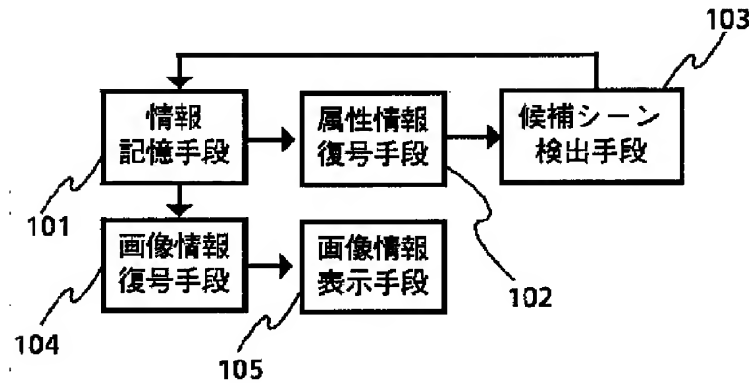 103
情報
記憶手段
属性情報
復号手段
候補シーン
検出手段
101
画像情報
復号手段
画像情報
表示手段
102
104
105